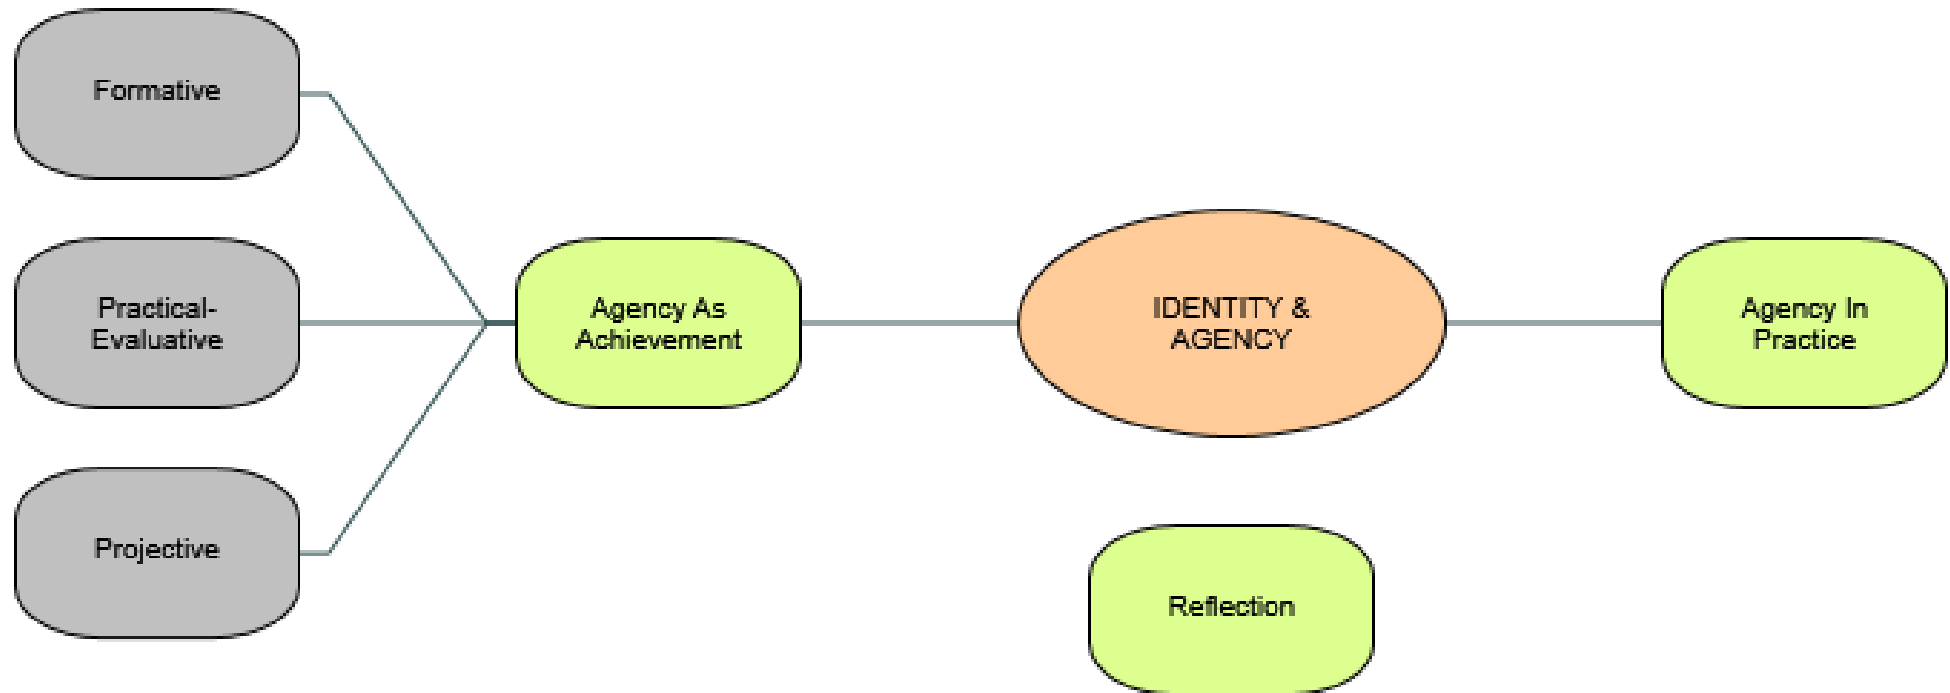 Formative
Practical-
Evaluative
Projective
Agency As
Achievement
IDENTITY &
AGENCY
Reflection
Agency In
Practice